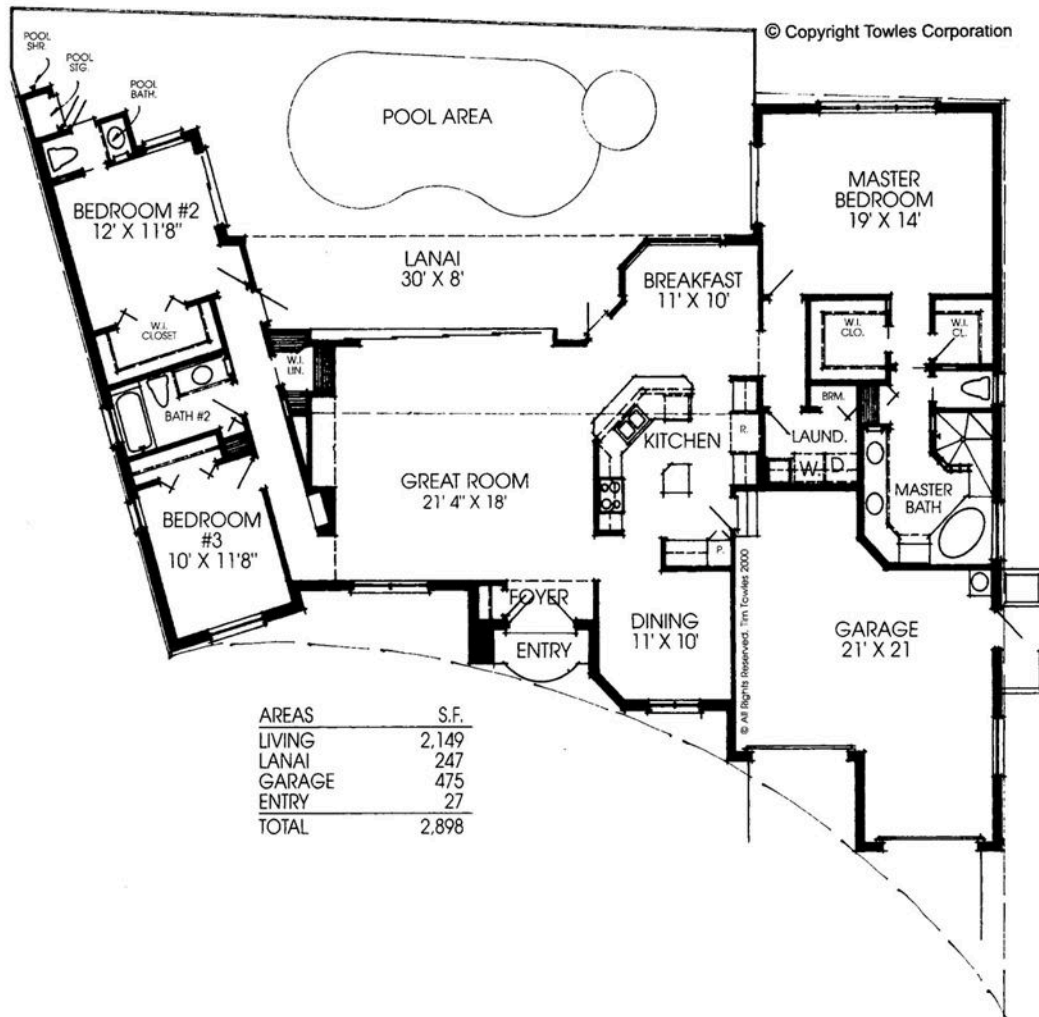 © Copyright Towles Corporation
POOL
SHR.
POOL
STG.
POOL
BATH.
POOL AREA
MASTER
BEDROOM
19' X 14'
BEDROOM #2
12' X 11'8"
LANAI
30' X 8'
BREAKFAST
11' X 10'
W.I.
CLOSET
W.I.
LIN.
W.I.
CLO.
W.I.
CL.
BATH #2
BRM.
KITCHEN
R.
LAUND.
W
D
GREAT ROOM
21' 4" X 18'
MASTER
BATH
BEDROOM
#3
10' X 11'8"
P.
FOYER
ENTRY
DINING
11' X 10'
GARAGE
21' X 21
© All Rights Reserved. Tim Towles 2000
AREAS S.F.
LIVING 2,149
LANAI 247
GARAGE 475
ENTRY 27
TOTAL 2,898